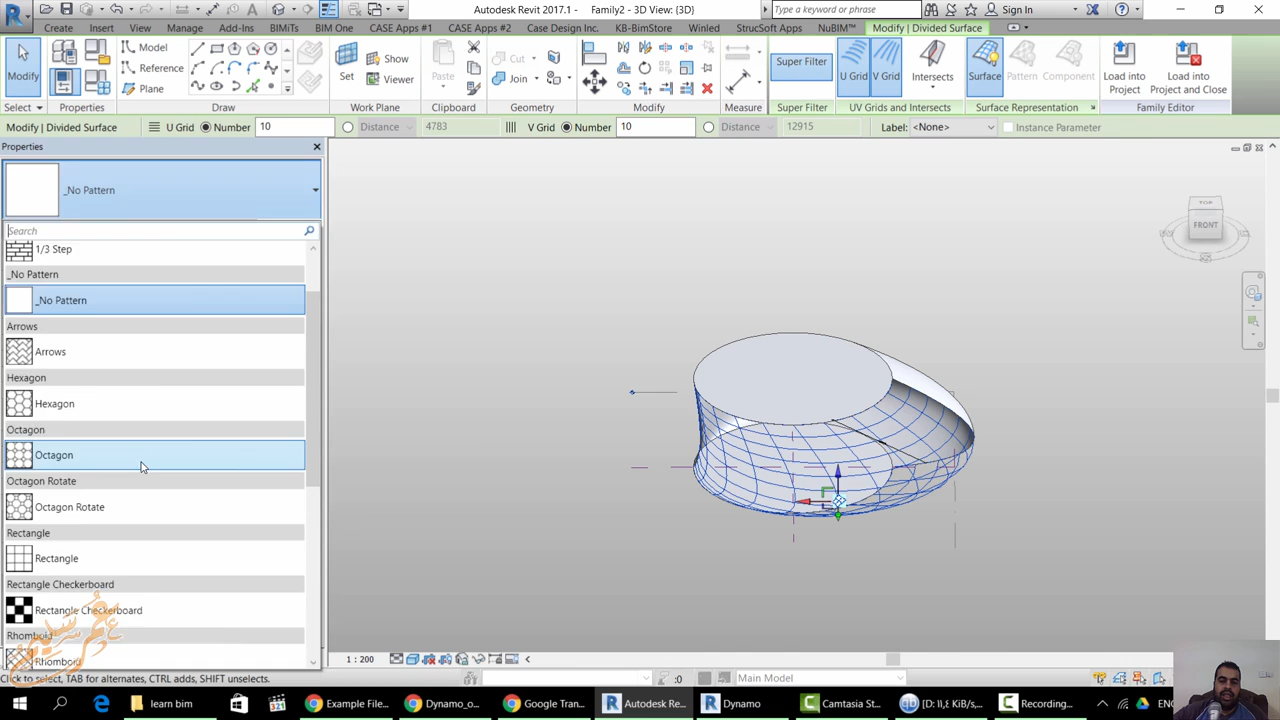 Autodesk Revit 2017.1 - Family2 - 3D View: {3D}
Type a keyword or phrase
Sign In
Create Insert View Manage Add-Ins BIMiTs BIM One CASE Apps #1 CASE Apps #2 Case Design Inc. KB-BoreStube Winled StrucSoft Apps NuBIM™ Modify | Divided Surface
Modify
Model
Reference
Plane
Set
Show
Viewer
Paste
Cut
Join
Super Filter
U Grid
V Grid
Intersects
Surface
Pattern
Component
Load into Project
Load into Project and Close
Select Properties Draw Work Plane Clipboard Geometry Modify Measure Super Filter UV Grids and Intersects Surface Representation Family Editor
Modify | Divided Surface U Grid Number 10 Distance 4783 V Grid Number 10 Distance 12915 Label: <None> Instance Parameter
Properties
_No Pattern
Search
1/3 Step
_No Pattern
_No Pattern
Arrows
Arrows
Hexagon
Hexagon
Octagon
Octagon
Octagon Rotate
Octagon Rotate
Rectangle
Rectangle
Rectangle Checkerboard
Rectangle Checkerboard
Rhomboid
Rhomboid
TOP
FRONT
1 : 200
Click to select, TAB for alternates, CTRL adds, SHIFT unselects.
:0
Main Model
:0
learn bim
Example File...
Dynamo_o...
Google Tran...
Autodesk Re...
Dynamo
Camtasia St...
[D: ١١,٤ KiB/s,...
Recording...
ENG